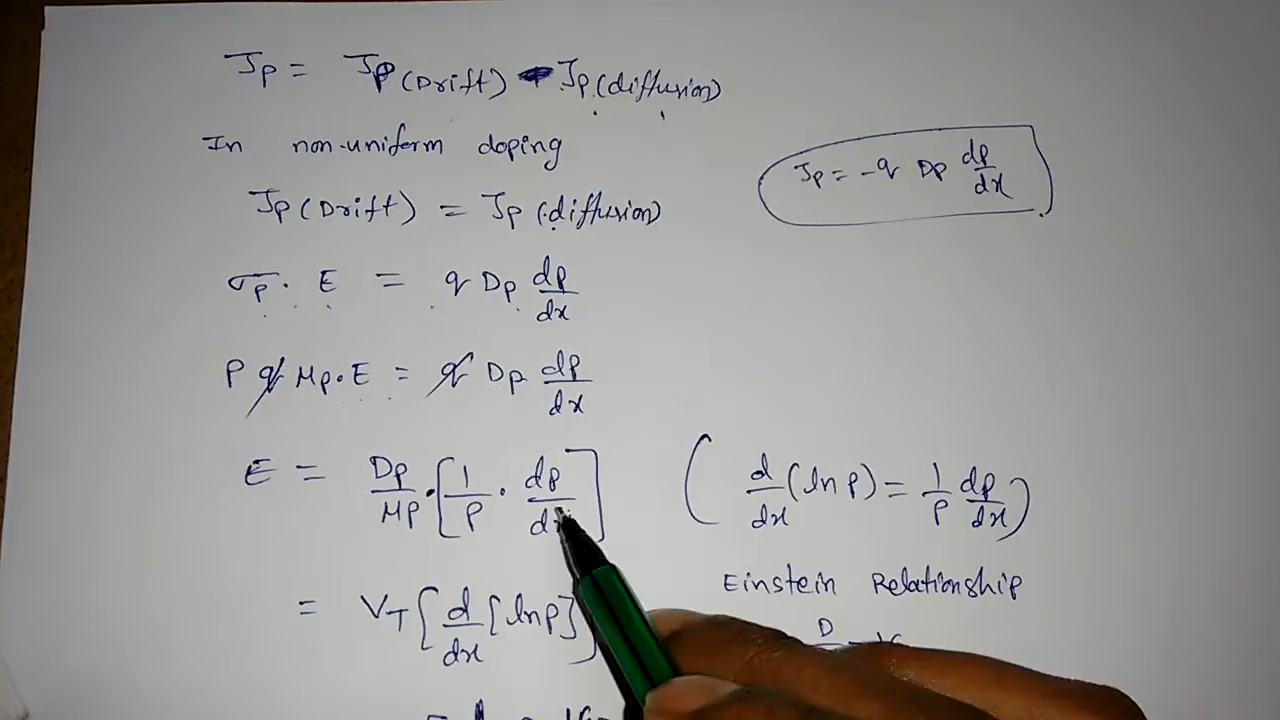 Jp = Jp (Drift) - Jp (diffusion)
In non-uniform doping
Jp = -q Dp dp/dx
Jp (Drift) = Jp (diffusion)
σp . E = q Dp dp/dx
P q μp . E = q Dp dp/dx
E = Dp/μp . [1/p . dp/dx]
(d/dx (ln p) = 1/p dp/dx)
Einstein Relationship
= VT [d/dx [ln p]]
D